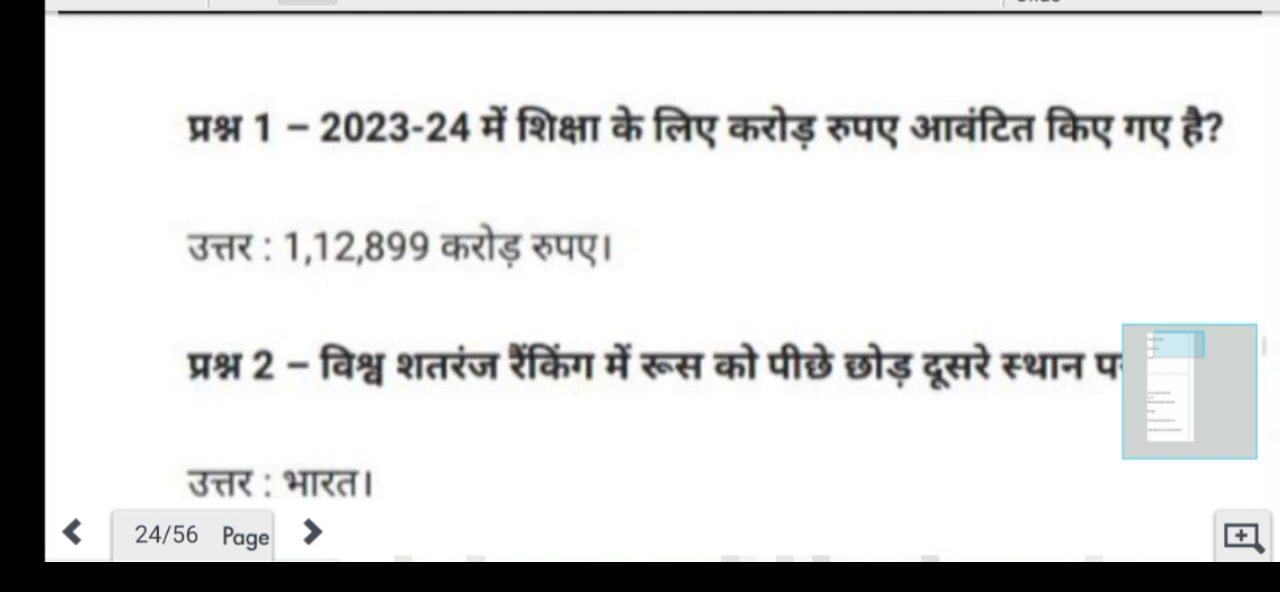 प्रश्न 1 – 2023-24 में शिक्षा के लिए करोड़ रुपए आवंटित किए गए है?
उत्तर : 1,12,899 करोड़ रुपए।
प्रश्न 2 – विश्व शतरंज रैंकिंग में रूस को पीछे छोड़ दूसरे स्थान
उत्तर : भारत।
24/56 Page